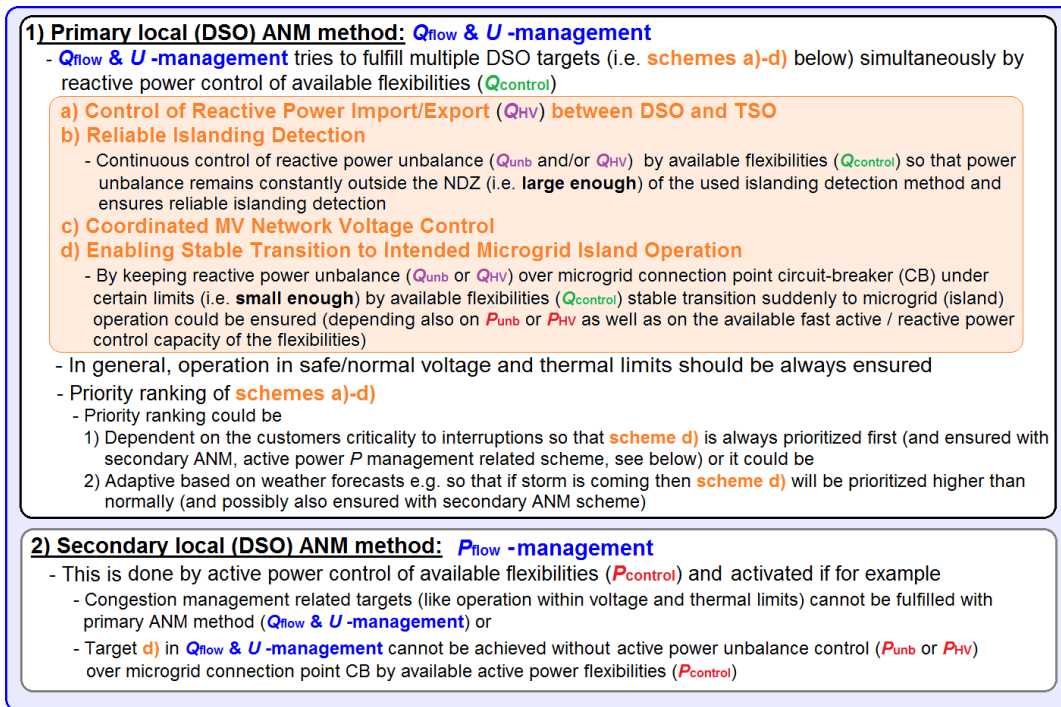 1) Primary local (DSO) ANM method: Qflow & U -management
- Qflow & U -management tries to fulfill multiple DSO targets (i.e. schemes a)-d) below) simultaneously by
reactive power control of available flexibilities (Qcontrol)
a) Control of Reactive Power Import/Export (QHV) between DSO and TSO
b) Reliable Islanding Detection
- Continuous control of reactive power unbalance (Qunb and/or QHV) by available flexibilities (Qcontrol) so that power
unbalance remains constantly outside the NDZ (i.e. large enough) of the used islanding detection method and
ensures reliable islanding detection
c) Coordinated MV Network Voltage Control
d) Enabling Stable Transition to Intended Microgrid Island Operation
- By keeping reactive power unbalance (Qunb or QHV) over microgrid connection point circuit-breaker (CB) under
certain limits (i.e. small enough) by available flexibilities (Qcontrol) stable transition suddenly to microgrid (island)
operation could be ensured (depending also on Punb or PHV as well as on the available fast active / reactive power
control capacity of the flexibilities)
- In general, operation in safe/normal voltage and thermal limits should be always ensured
- Priority ranking of schemes a)-d)
- Priority ranking could be
1) Dependent on the customers criticality to interruptions so that scheme d) is always prioritized first (and ensured with
secondary ANM, active power P management related scheme, see below) or it could be
2) Adaptive based on weather forecasts e.g. so that if storm is coming then scheme d) will be prioritized higher than
normally (and possibly also ensured with secondary ANM scheme)
2) Secondary local (DSO) ANM method: Pflow -management
- This is done by active power control of available flexibilities (Pcontrol) and activated if for example
- Congestion management related targets (like operation within voltage and thermal limits) cannot be fulfilled with
primary ANM method (Qflow & U -management) or
- Target d) in Qflow & U -management cannot be achieved without active power unbalance control (Punb or PHV)
over microgrid connection point CB by available active power flexibilities (Pcontrol)